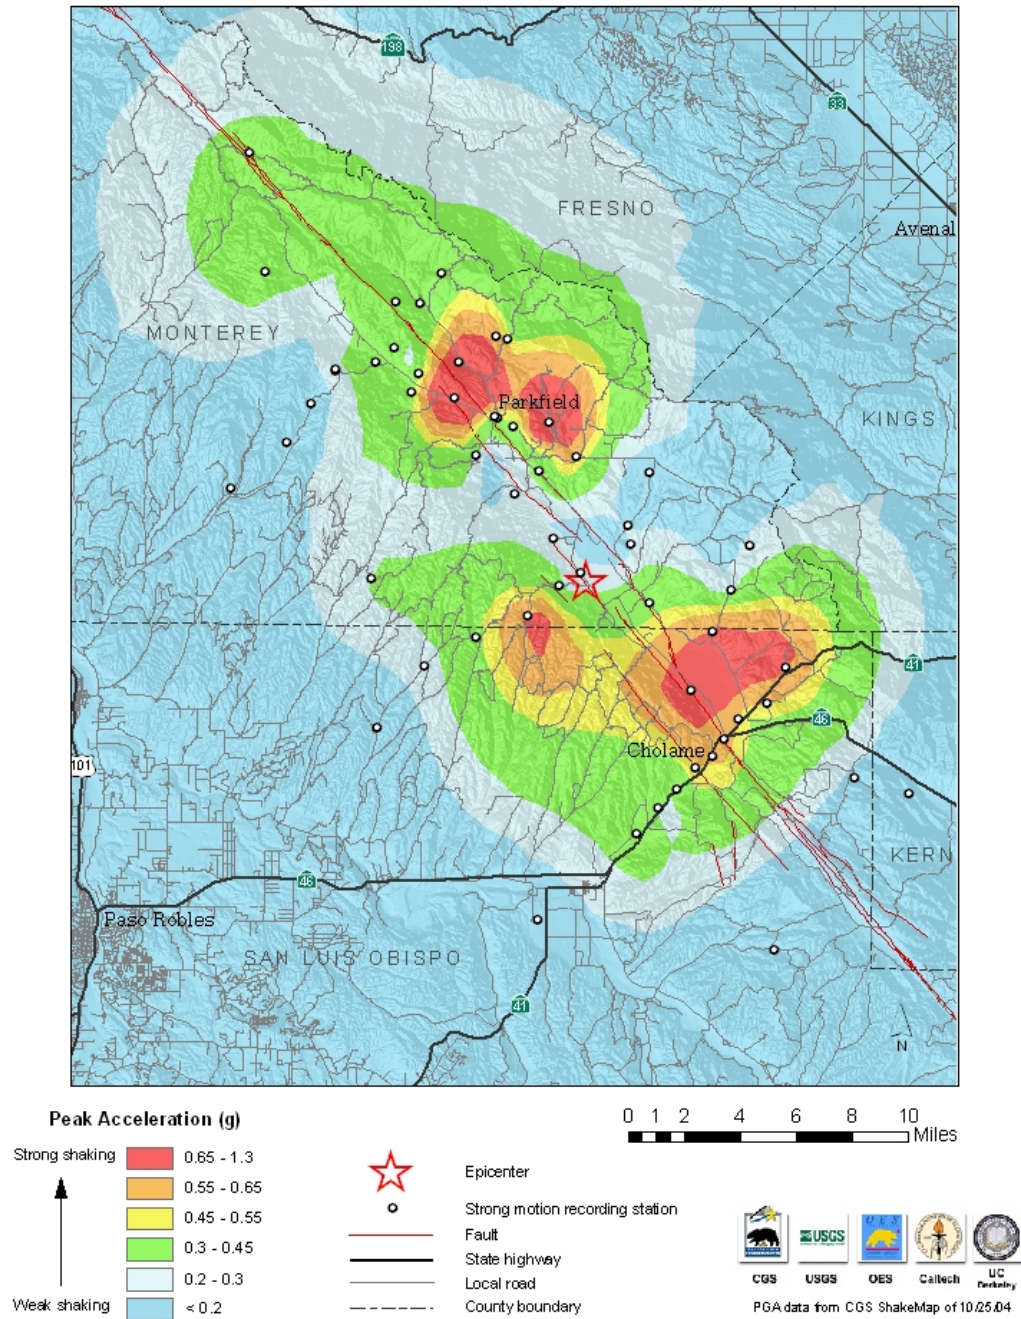 198
33
FRESNO
Avenal
MONTEREY
Parkfield
KINGS
41
46
Cholame
101
KERN
46
Paso Robles
SAN LUIS OBISPO
41
N
Peak Acceleration (g)
Strong shaking
0.65 - 1.3
0.55 - 0.65
0.45 - 0.55
0.3 - 0.45
0.2 - 0.3
Weak shaking
< 0.2
0 1 2 4 6 8 10
Miles
Epicenter
Strong motion recording station
Fault
State highway
Local road
County boundary
OES
USGS
CGS USGS OES Caltech UC Berkeley
PGA data from CGS ShakeMap of 10/25/04